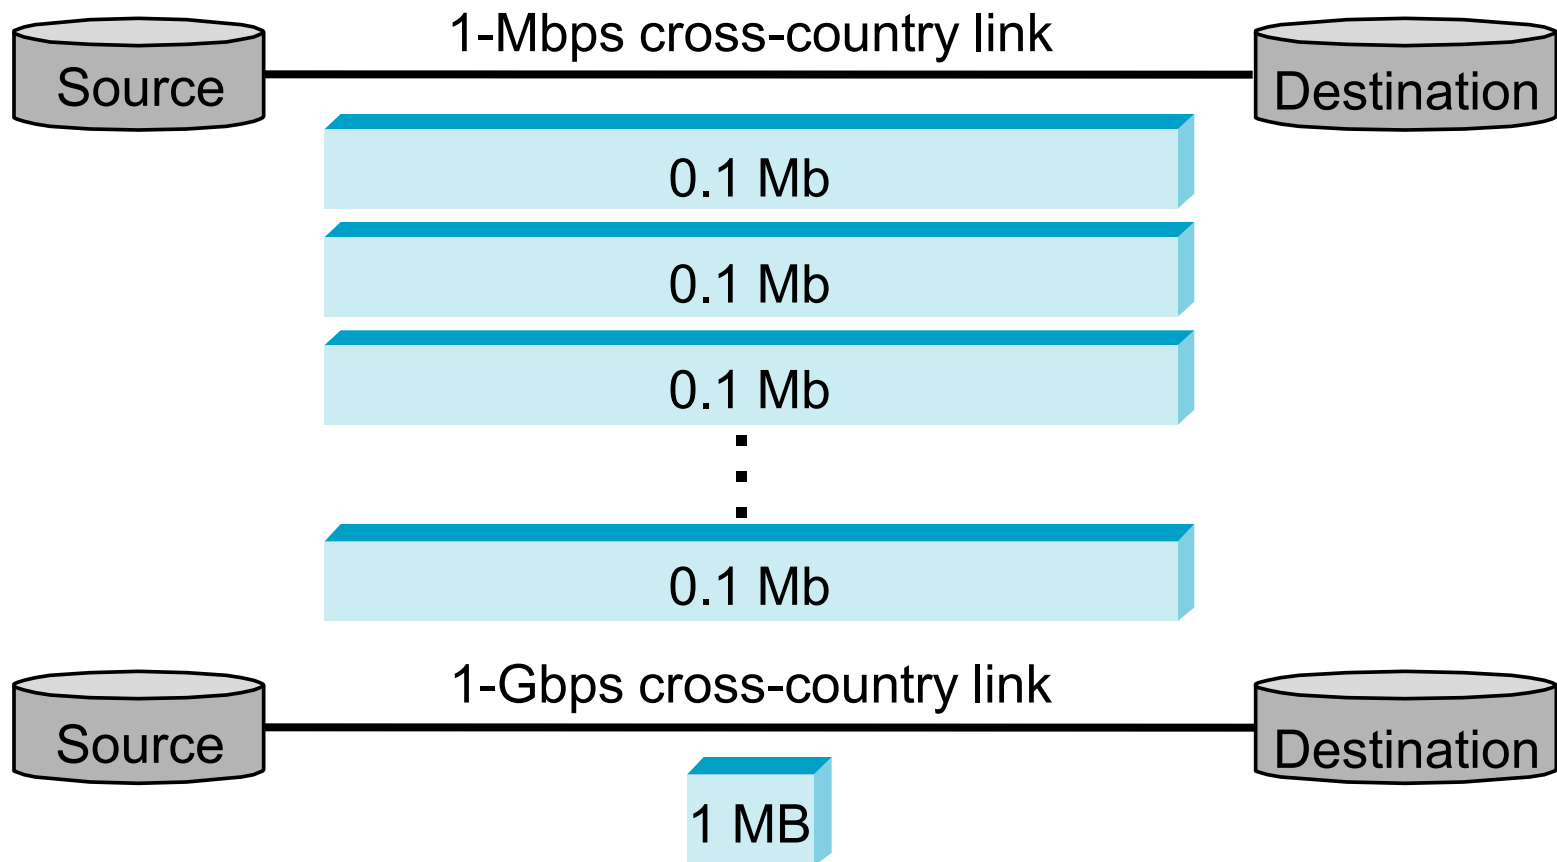 1-Mbps cross-country link
Source
Destination
0.1 Mb
0.1 Mb
0.1 Mb
0.1 Mb
1-Gbps cross-country link
Source
Destination
1 MB